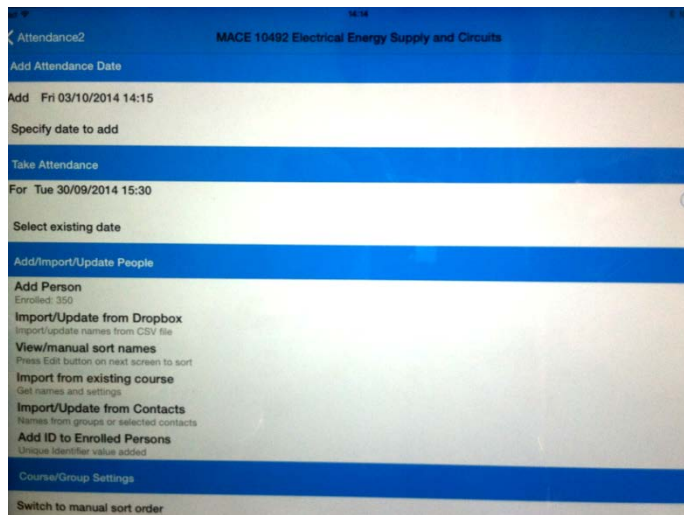 14:14
Attendance2
MACE 10492 Electrical Energy Supply and Circuits
Add Attendance Date
Add Fri 03/10/2014 14:15
Specify date to add
Take Attendance
For Tue 30/09/2014 15:30
Select existing date
Add/Import/Update People
Add Person
Enrolled: 350
Import/Update from Dropbox
Import/update names from CSV file
View/manual sort names
Press Edit button on next screen to sort
Import from existing course
Get names and settings
Import/Update from Contacts
Names from groups or selected contacts
Add ID to Enrolled Persons
Unique Identifier value added
Course/Group Settings
Switch to manual sort order